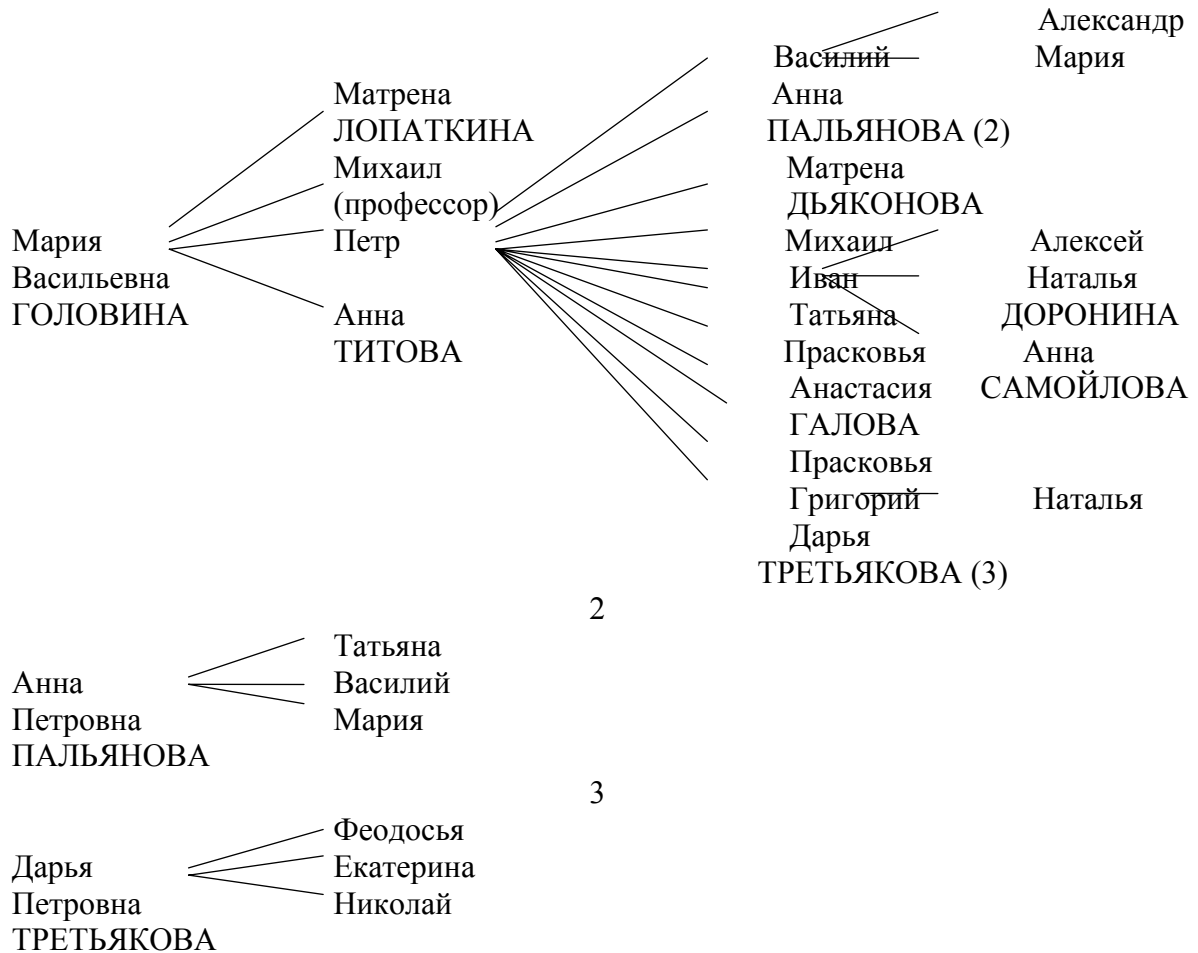 Александр
Василий Мария
Матрена Анна
ЛОПАТКИНА ПАЛЬЯНОВА (2)
Михаил Матрена
(профессор) ДЬЯКОНОВА
Мария Петр Михаил Алексей
Васильевна Иван Наталья
ГОЛОВИНА Анна Татьяна ДОРОНИНА
ТИТОВА Прасковья Анна
Анастасия САМОЙЛОВА
ГАЛОВА
Прасковья
Григорий Наталья
Дарья
ТРЕТЬЯКОВА (3)
2
Татьяна
Анна Василий
Петровна Мария
ПАЛЬЯНОВА
3
Феодосья
Дарья Екатерина
Петровна Николай
ТРЕТЬЯКОВА